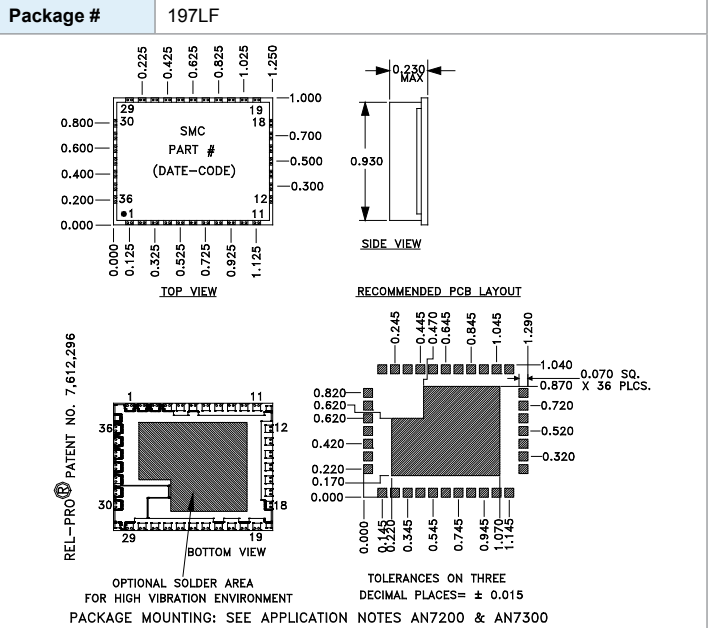 Package # 197LF
0.225 0.425 0.625 0.825 1.025 1.250
0.230
MAX
29 19 1.000
30 18
0.800
SMC
0.700
0.600
PART #
0.930
0.500
(DATE-CODE)
0.400
0.300
0.200
36 12
1 11
0.000
0.000 0.125 0.325 0.525 0.725 0.925 1.125
SIDE VIEW
TOP VIEW
RECOMMENDED PCB LAYOUT
0.245 0.445 0.470 0.645 0.845 1.045 1.290
1.040
0.070 SQ.
0.870 X 36 PLCS.
0.820
0.720
0.620
0.620
0.520
0.420
0.320
0.220
0.170
0.000
0.000 0.145 0.220 0.345 0.545 0.745 0.945 1.070 1.145
REL-PRO® PATENT NO. 7,612,296
1 11
36 12
30 18
29 19
BOTTOM VIEW
OPTIONAL SOLDER AREA
FOR HIGH VIBRATION ENVIRONMENT
TOLERANCES ON THREE
DECIMAL PLACES= ± 0.015
PACKAGE MOUNTING: SEE APPLICATION NOTES AN7200 & AN7300